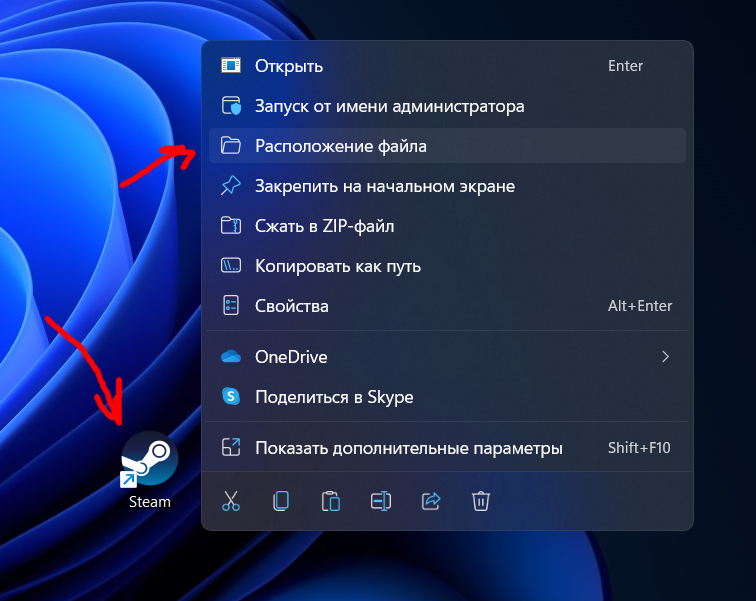 Открыть Enter
Запуск от имени администратора
Расположение файла
Закрепить на начальном экране
Сжать в ZIP-файл
\\..
Копировать как путь
Свойства Alt+Enter
OneDrive
S
Поделиться в Skype
Показать дополнительные параметры Shift+F10
Steam